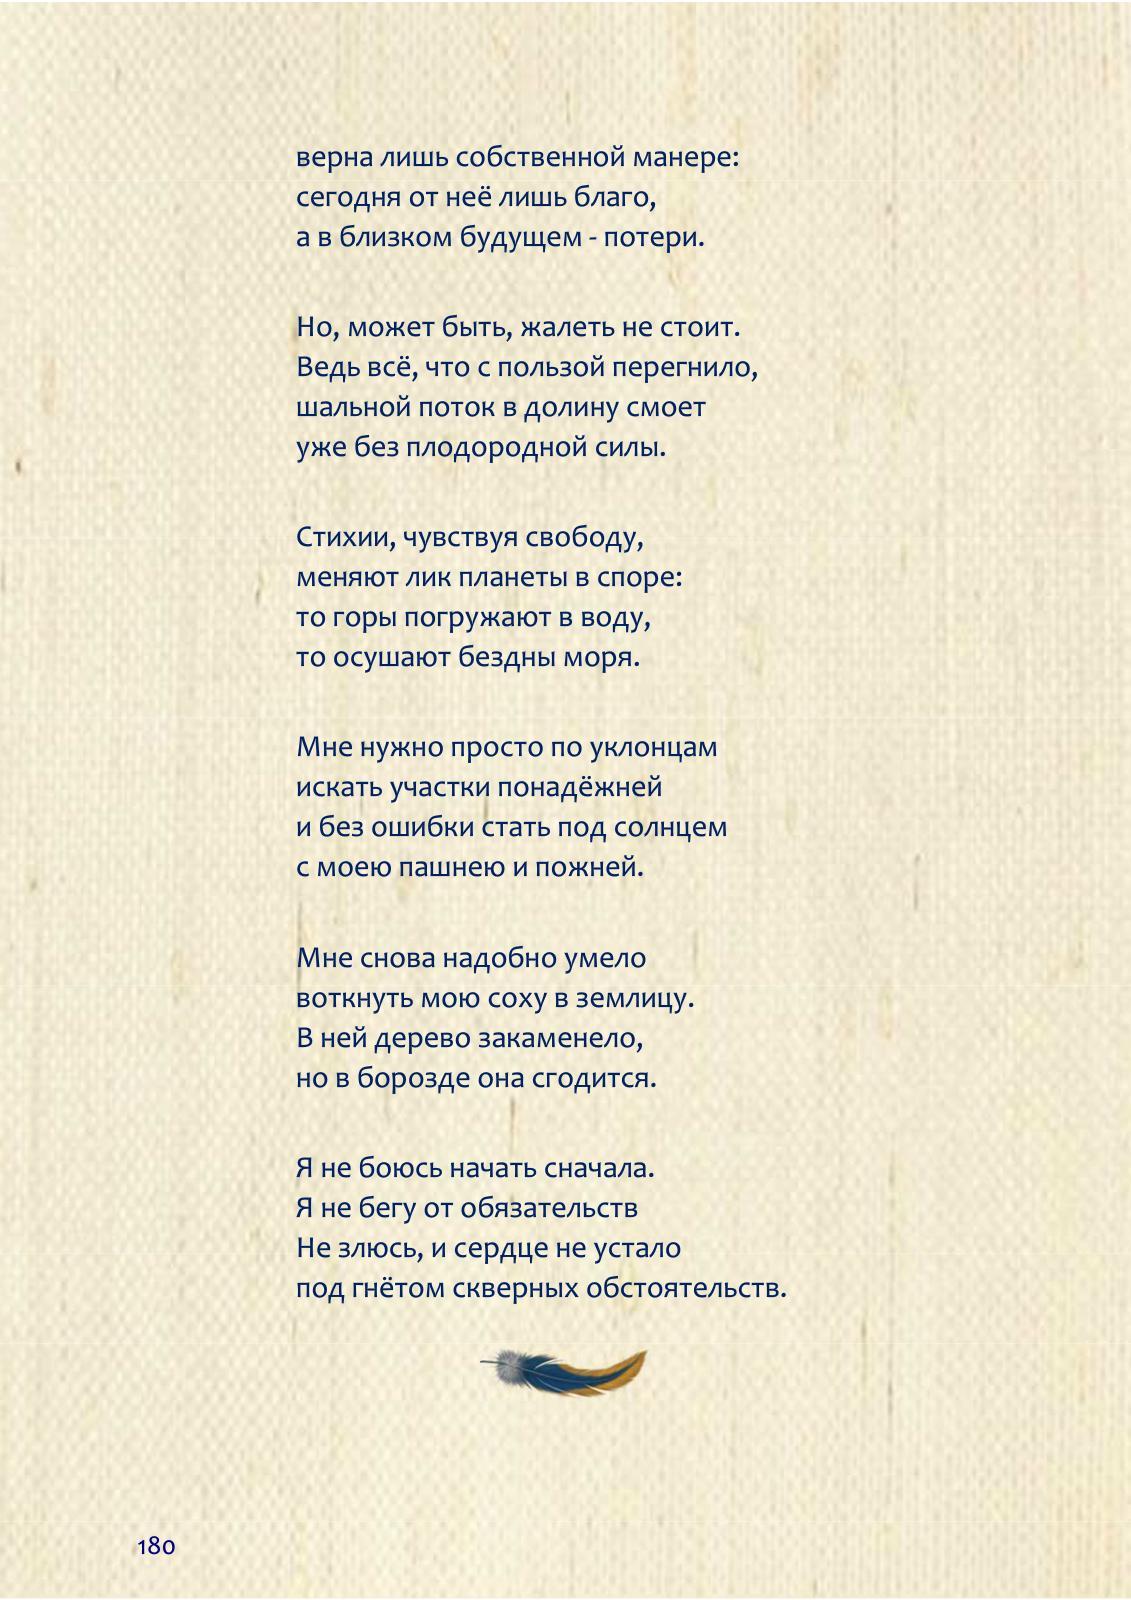 верна лишь собственной манере:
сегодня от неё лишь благо,
а в близком будущем - потери.
Но, может быть, жалеть не стоит.
Ведь всё, что с пользой перегнило,
шальной поток в долину смоет
уже без плодородной силы.
Стихии, чувствуя свободу,
меняют лик планеты в споре:
то горы погружают в воду,
то осушают бездны моря.
Мне нужно просто по уклонцам
искать участки понадёжней
и без ошибки стать под солнцем
с моею пашнею и пожней.
Мне снова надобно умело
воткнуть мою соху в землицу.
В ней дерево закаменело,
но в борозде она сгодится.
Я не боюсь начать сначала.
Я не бегу от обязательств
Не злюсь, и сердце не устало
под гнётом скверных обстоятельств.
180